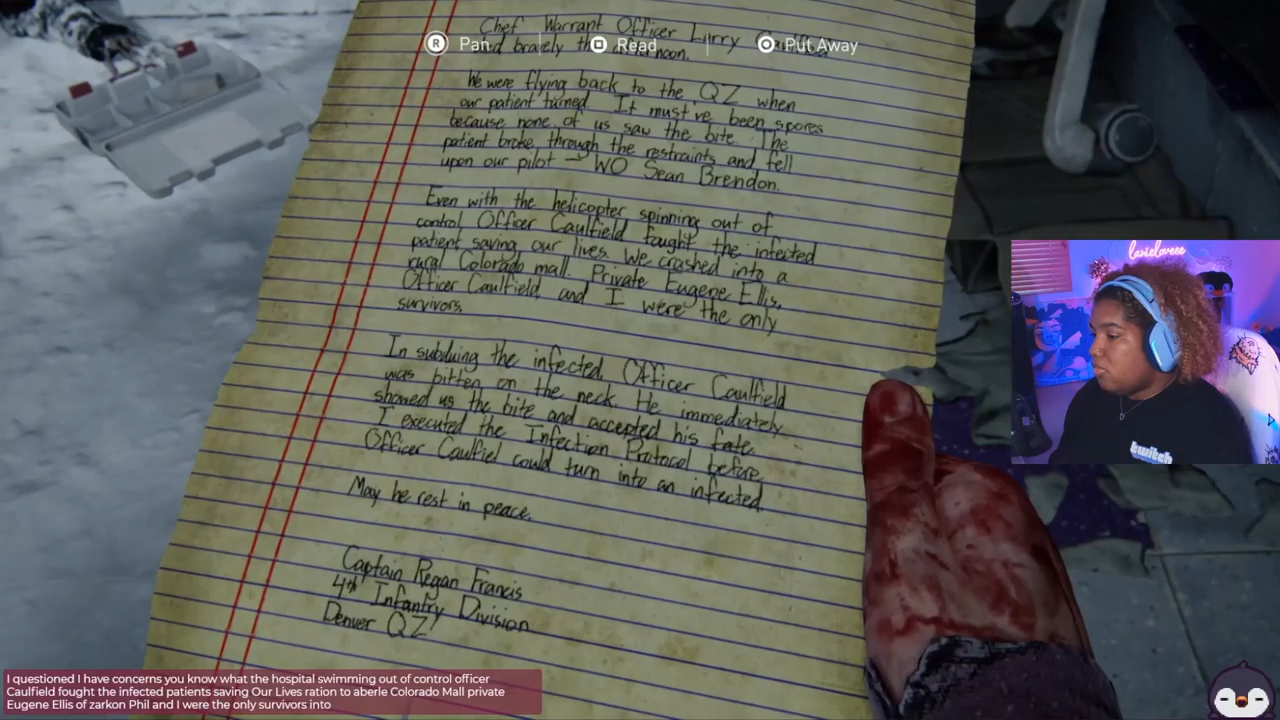 Chief Warrant Officer Larry
died bravely this afternoon.
R Pan
Read
Put Away
We were flying back to the QZ when
our patient turned. It must've been spores
because none of us saw the bite. The
patient broke through the restraints and fell
upon our pilot - WO Sean Brendon.
Even with the helicopter spinning out of
control, Officer Caulfield fought the infected
patient saving our lives. We crashed into a
rural Colorado mall. Private Eugene Ellis,
Officer Caulfield, and I were the only
survivors.
In subduing the infected, Officer Caulfield
was bitten on the neck. He immediately
showed us the bite and accepted his fate.
I executed the Infection Protocol before
Officer Caulfiel could turn into an infected.
May he rest in peace.
Captain Regan Francis
4th Infantry Division
Denver QZ
lovieloveee
twitch
I questioned I have concerns you know what the hospital swimming out of control officer
Caulfield fought the infected patients saving Our Lives ration to aberle Colorado Mall private
Eugene Ellis of zarkon Phil and I were the only survivors into